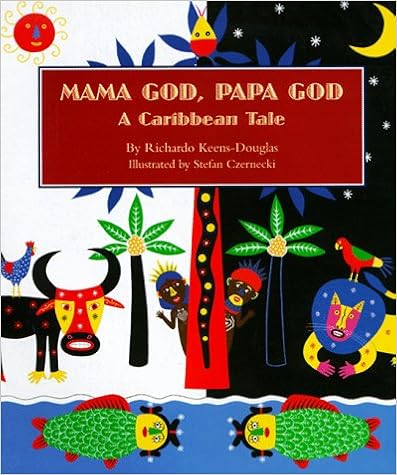 MAMA GOD, PAPA GOD
A Caribbean Tale
By Richardo Keens-Douglas
Illustrated by Stefan Czernecki